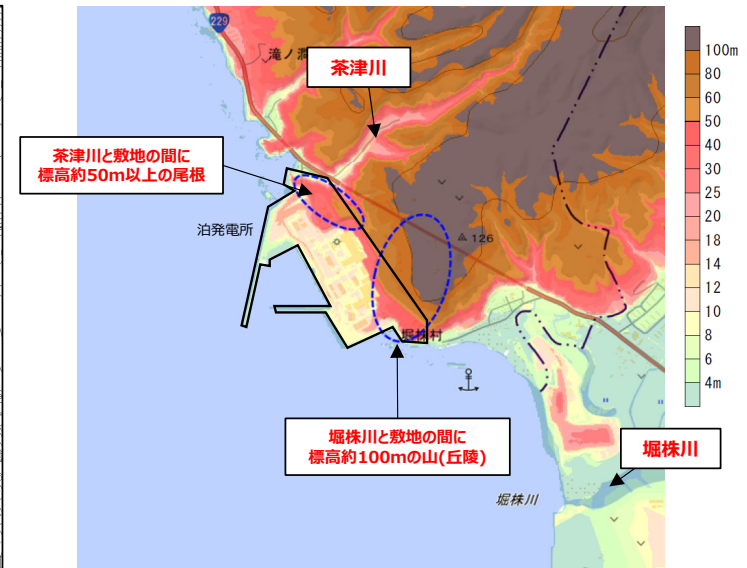 229
滝ノ澗
茶津川
茶津川と敷地の間に
標高約50m以上の尾根
泊発電所
126
堀株村
堀株川と敷地の間に
標高約100mの山(丘陵)
堀株川
堀株川
100m
80
60
50
40
30
25
20
18
14
12
10
8
6
4m